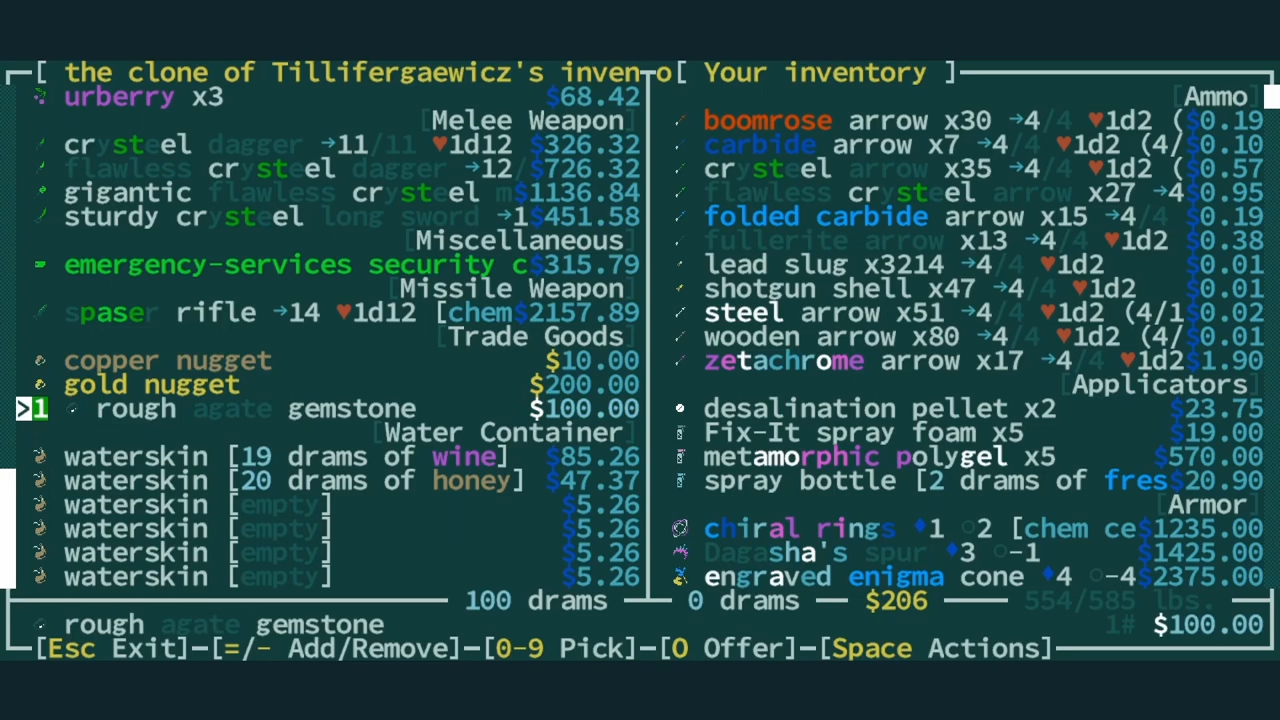 [ the clone of Tillifergaewicz's inven
urberry x3 $68.42
[Melee Weapon]
crysteel dagger →11/11 ♥1d12 $326.32
flawless crysteel dagger →12/ $726.32
gigantic flawless crysteel m$1136.84
sturdy crysteel long sword →1$451.58
[Miscellaneous]
emergency-services security c$315.79
[Missile Weapon]
spaser rifle →14 ♥1d12 [chem$2157.89
[Trade Goods]
copper nugget $10.00
gold nugget $200.00
>1 rough agate gemstone $100.00
[Water Container]
waterskin [19 drams of wine] $85.26
waterskin [20 drams of honey] $47.37
waterskin [empty] $5.26
waterskin [empty] $5.26
waterskin [empty] $5.26
waterskin [empty] $5.26
100 drams
o[ Your inventory ]
[Ammo]
boomrose arrow x30 →4/4 ♥1d2 ($0.19
carbide arrow x7 →4/4 ♥1d2 (4/$0.10
crysteel arrow x35 →4/4 ♥1d2 ($0.57
flawless crysteel arrow x27 →4$0.95
folded carbide arrow x15 →4/4 $0.19
fullerite arrow x13 →4/4 ♥1d2 $0.38
lead slug x3214 →4/4 ♥1d2 $0.01
shotgun shell x47 →4/4 ♥1d2 $0.01
steel arrow x51 →4/4 ♥1d2 (4/1$0.02
wooden arrow x80 →4/4 ♥1d2 (4/$0.01
zetachrome arrow x17 →4/4 ♥1d2$1.90
[Applicators]
desalination pellet x2 $23.75
Fix-It spray foam x5 $19.00
metamorphic polygel x5 $570.00
spray bottle [2 drams of fres$20.90
[Armor]
chiral rings ♦1 ○2 [chem ce$1235.00
Dagasha's spur ♦3 ○-1 $1425.00
engraved enigma cone ♦4 ○-4$2375.00
0 drams $206 554/585 lbs.
rough agate gemstone 1# $100.00
[Esc Exit]-[=/- Add/Remove]-[0-9 Pick]-[O Offer]-[Space Actions]